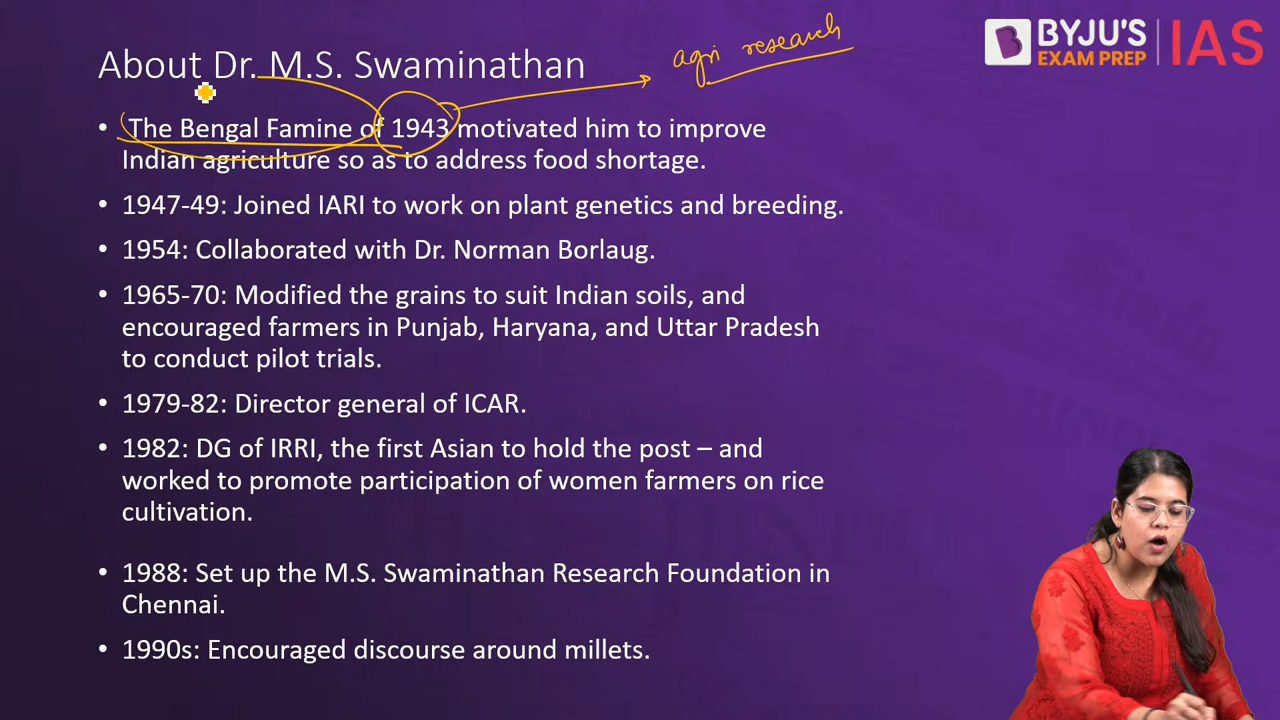 About Dr. M.S. Swaminathan
agri research
BYJU'S
EXAM PREP
IAS
• The Bengal Famine of 1943 motivated him to improve
Indian agriculture so as to address food shortage.
• 1947-49: Joined IARI to work on plant genetics and breeding.
• 1954: Collaborated with Dr. Norman Borlaug.
• 1965-70: Modified the grains to suit Indian soils, and
encouraged farmers in Punjab, Haryana, and Uttar Pradesh
to conduct pilot trials.
• 1979-82: Director general of ICAR.
• 1982: DG of IRRI, the first Asian to hold the post – and
worked to promote participation of women farmers on rice
cultivation.
• 1988: Set up the M.S. Swaminathan Research Foundation in
Chennai.
• 1990s: Encouraged discourse around millets.